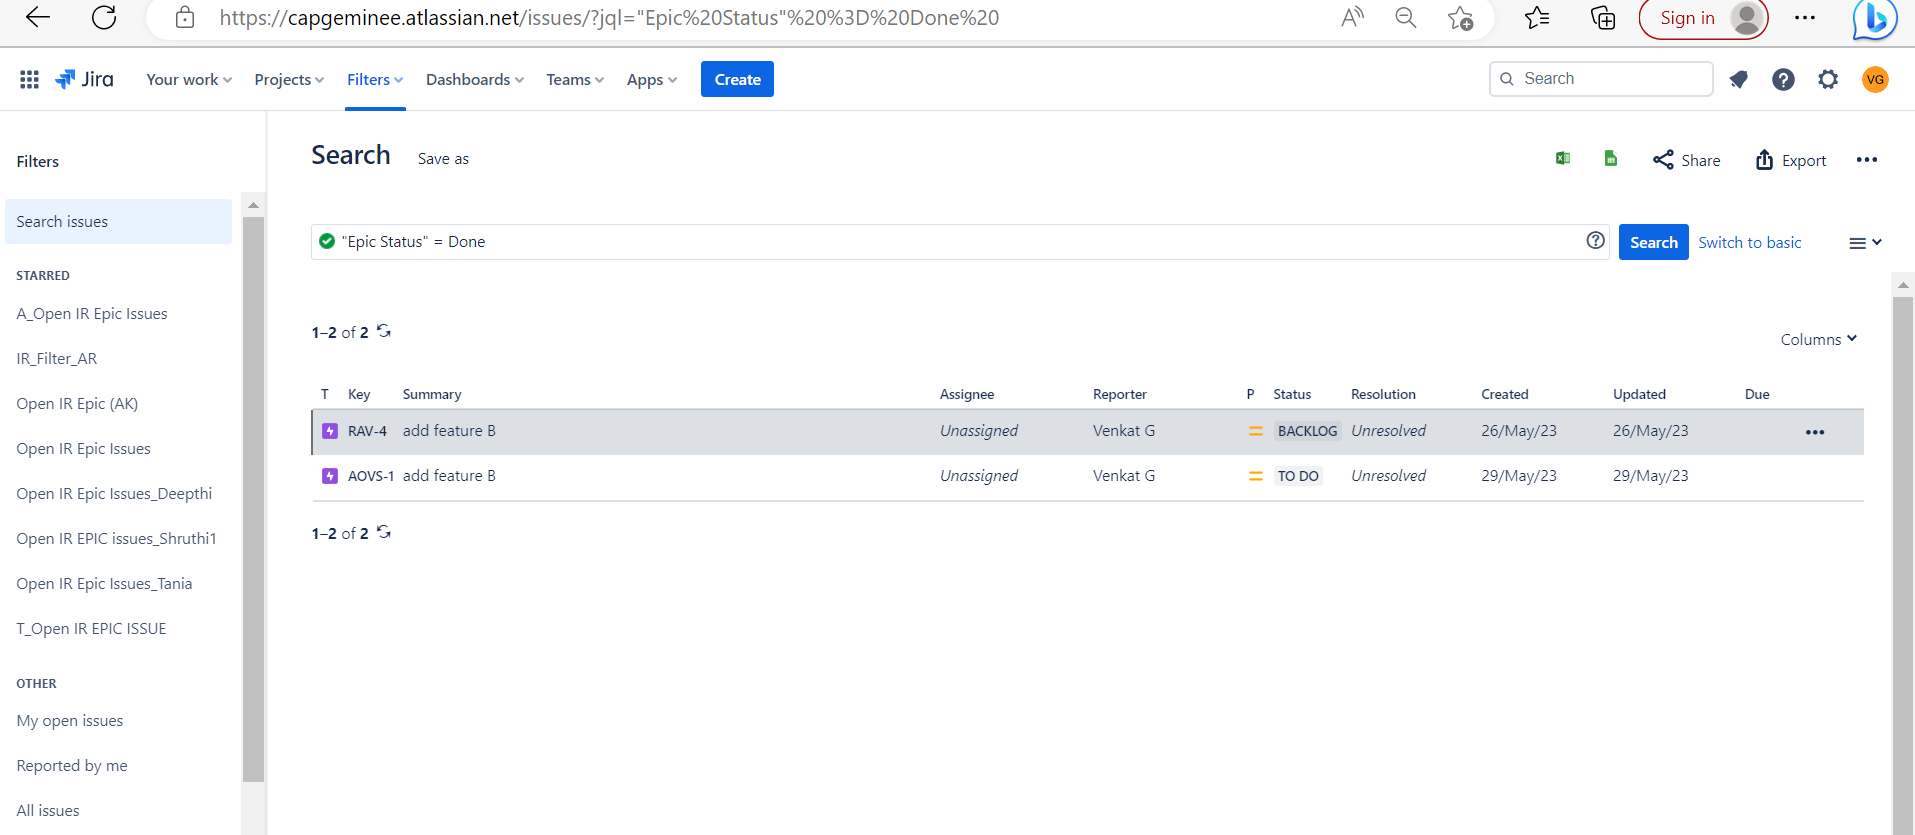 https://capgeminee.atlassian.net/issues/?jql="Epic%20Status"%20%3D%20Done%20
Sign in
Jira
Your work
Projects
Filters
Dashboards
Teams
Apps
Create
Search
VG
Filters
Search issues
STARRED
A_Open IR Epic Issues
IR_Filter_AR
Open IR Epic (AK)
Open IR Epic Issues
Open IR Epic Issues_Deepthi
Open IR EPIC issues_Shruthi1
Open IR Epic Issues_Tania
T_Open IR EPIC ISSUE
OTHER
My open issues
Reported by me
All issues
Search Save as
Share Export
"Epic Status" = Done
Search Switch to basic
1–2 of 2
Columns
T Key Summary Assignee Reporter P Status Resolution Created Updated Due
RAV-4 add feature B Unassigned Venkat G BACKLOG Unresolved 26/May/23 26/May/23
AOVS-1 add feature B Unassigned Venkat G TO DO Unresolved 29/May/23 29/May/23
1–2 of 2